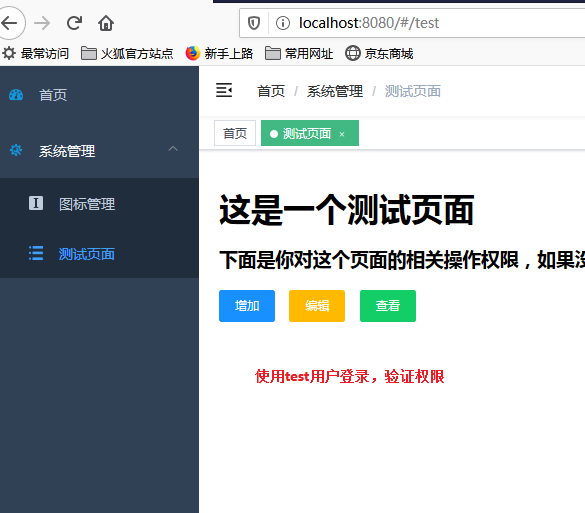 localhost:8080/#/test
最常访问 火狐官方站点 新手上路 常用网址 京东商城
首页
系统管理
图标管理
测试页面
首页 / 系统管理 / 测试页面
首页 测试页面 ×
这是一个测试页面
下面是你对这个页面的相关操作权限，如果没
增加 编辑 查看
使用test用户登录，验证权限